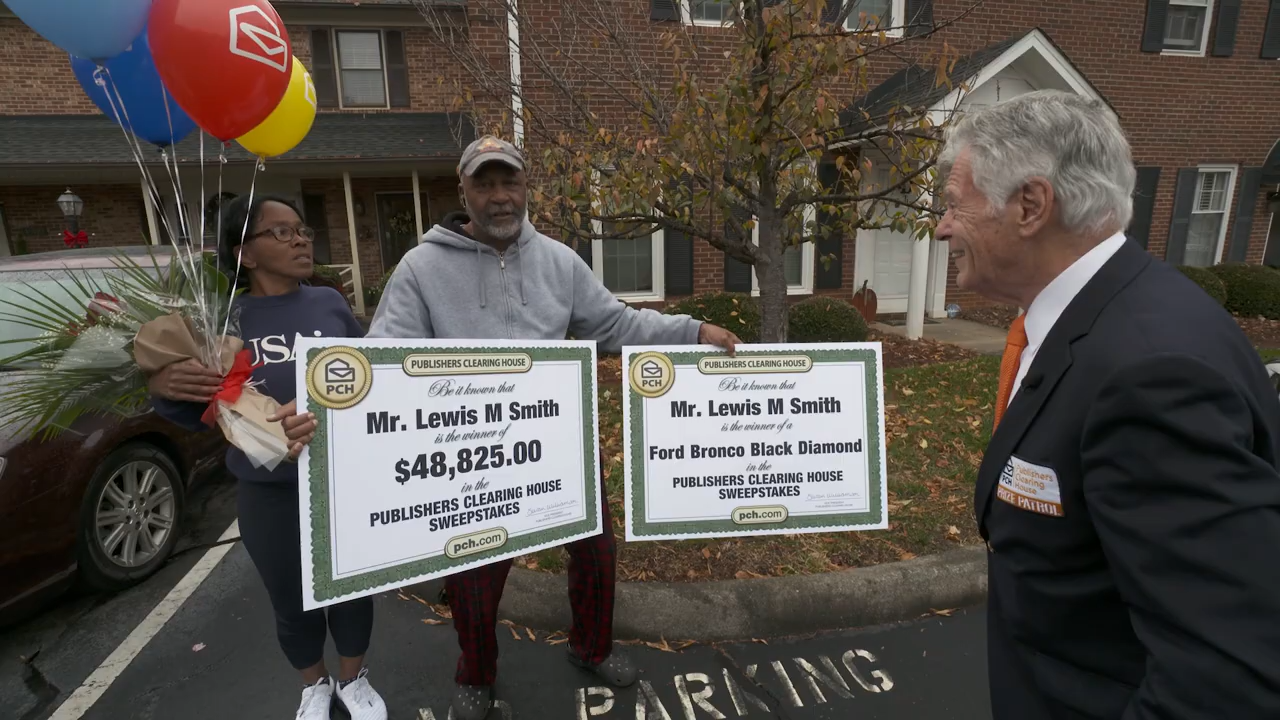 USA
PCH
PUBLISHERS CLEARING HOUSE
Be it known that
Mr. Lewis M Smith
is the winner of
$48,825.00
in the
PUBLISHERS CLEARING HOUSE
SWEEPSTAKES
pch.com
PCH
PUBLISHERS CLEARING HOUSE
Be it known that
Mr. Lewis M Smith
is the winner of a
Ford Bronco Black Diamond
in the
PUBLISHERS CLEARING HOUSE
SWEEPSTAKES
pch.com
Publishers
Clearing
House
PRIZE PATROL
PARKING